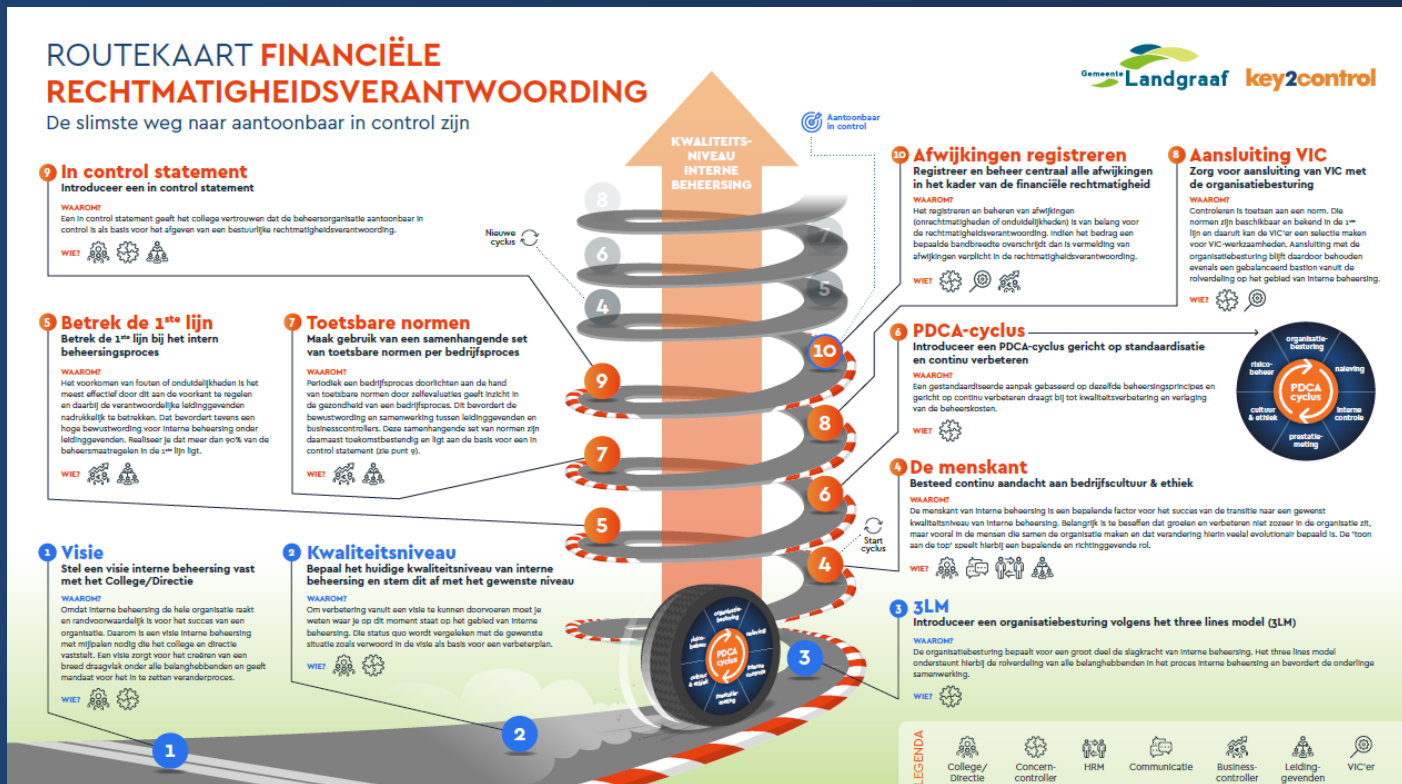 ROUTEKAART FINANCIËLE
RECHTMATIGHEIDSVERANTWOORDING
De slimste weg naar aantoonbaar in control zijn
Gemeente Landgraaf
key2control
KWALITEITS-
NIVEAU
INTERNE
BEHEERSING
Aantoonbaar
in control
9 In control statement
Introduceer een in control statement
WAAROM?
Een in control statement geeft het college vertrouwen dat de beheersorganisatie aantoonbaar in
control is als basis voor het afgeven van een bestuurlijke rechtmatigheidsverantwoording.
WIE?
Nieuwe
cyclus
10 Afwijkingen registreren
Registreer en beheer centraal alle afwijkingen
in het kader van de financiële rechtmatigheid
WAAROM?
Het registreren en beheren van afwijkingen
(onrechtmatigheden of onduidelijkheden) is van belang voor
de rechtmatigheidsverantwoording. Indien het bedrag een
bepaalde bandbreedte overschrijdt dan is vermelding van
afwijkingen verplicht in de rechtmatigheidsverantwoording.
WIE?
8 Aansluiting VIC
Zorg voor aansluiting van VIC met
de organisatiebesturing
WAAROM?
Controleren is toetsen aan een norm. Die
normen zijn beschikbaar en bekend in de 1ste
lijn en daaruit kan de VIC'er een selectie maken
voor VIC-werkzaamheden. Aansluiting met de
organisatiebesturing blijft daardoor behouden
evenals een gebalanceerd bastion vanuit de
rolverdeling op het gebied van interne beheersing.
WIE?
5 Betrek de 1ste lijn
Betrek de 1ste lijn bij het intern
beheersingsproces
WAAROM?
Het voorkomen van fouten of onduidelijkheden is het
meest effectief door dit aan de voorkant te regelen
en daarbij de verantwoordelijke leidinggevenden
nadrukkelijk te betrekken. Dat bevordert tevens een
hoge bewustwording voor interne beheersing onder
leidinggevenden. Realiseer je dat meer dan 90% van de
beheersmaatregelen in de 1ste lijn ligt.
WIE?
7 Toetsbare normen
Maak gebruik van een samenhangende set
van toetsbare normen per bedrijfsproces
WAAROM?
Periodiek een bedrijfsproces doorlichten aan de hand
van toetsbare normen door zelfevaluaties geeft inzicht in
de gezondheid van een bedrijfsproces. Dit bevordert de
bewustwording en samenwerking tussen leidinggevenden en
businesscontrollers. Deze samenhangende set van normen zijn
daarnaast toekomstbestendig en ligt aan de basis voor een in
control statement (zie punt 9).
WIE?
6 PDCA-cyclus
Introduceer een PDCA-cyclus gericht op standaardisatie
en continu verbeteren
WAAROM?
Een gestandaardiseerde aanpak gebaseerd op dezelfde beheersingsprincipes en
gericht op continu verbeteren draagt bij tot kwaliteitsverbetering en verlaging
van de beheerskosten.
WIE?
organisatie-
besturing
naleving
interne
controle
prestatie-
meting
cultuur
& ethiek
risico-
beheer
PDCA
cyclus
4 De menskant
Besteed continu aandacht aan bedrijfscultuur & ethiek
WAAROM?
De menskant van interne beheersing is een bepalende factor voor het succes van de transitie naar een gewenst
kwaliteitsniveau van interne beheersing. Belangrijk is te beseffen dat groeien en verbeteren niet zozeer in de organisatie zit,
maar vooral in de mensen die samen de organisatie maken en dat verandering hierin veelal evolutionair bepaald is. De 'toon
aan de top' speelt hierbij een bepalende en richtinggevende rol.
WIE?
1 Visie
Stel een visie interne beheersing vast
met het College/Directie
WAAROM?
Omdat interne beheersing de hele organisatie raakt
en randvoorwaardelijk is voor het succes van een
organisatie. Daarom is een visie interne beheersing
met mijlpalen nodig die het college en directie
vaststelt. Een visie zorgt voor het creëren van een
breed draagvlak onder alle belanghebbenden en geeft
mandaat voor het in te zetten veranderproces.
WIE?
2 Kwaliteitsniveau
Bepaal het huidige kwaliteitsniveau van interne
beheersing en stem dit af met het gewenste niveau
WAAROM?
Om verbetering vanuit een visie te kunnen doorvoeren moet je
weten waar je op dit moment staat op het gebied van interne
beheersing. Die status quo wordt vergeleken met de gewenste
situatie zoals verwoord in de visie als basis voor een verbeterplan.
WIE?
3 3LM
Introduceer een organisatiebesturing volgens het three lines model (3LM)
WAAROM?
De organisatiebesturing bepaalt voor een groot deel de slagkracht van interne beheersing. Het three lines model
ondersteunt hierbij de rolverdeling van alle belanghebbenden in het proces interne beheersing en bevordert de onderlinge
samenwerking.
WIE?
8
7
6
5
4
10
9
8
7
6
5
4
Start
cyclus
3
2
1
organisatie-
besturing
naleving
interne
controle
prestatie-
meting
cultuur
& ethiek
risico-
beheer
PDCA
cyclus
LEGENDA
College/
Directie
Concern-
controller
HRM
Communicatie
Business-
controller
Leiding-
gevenden
VIC'er